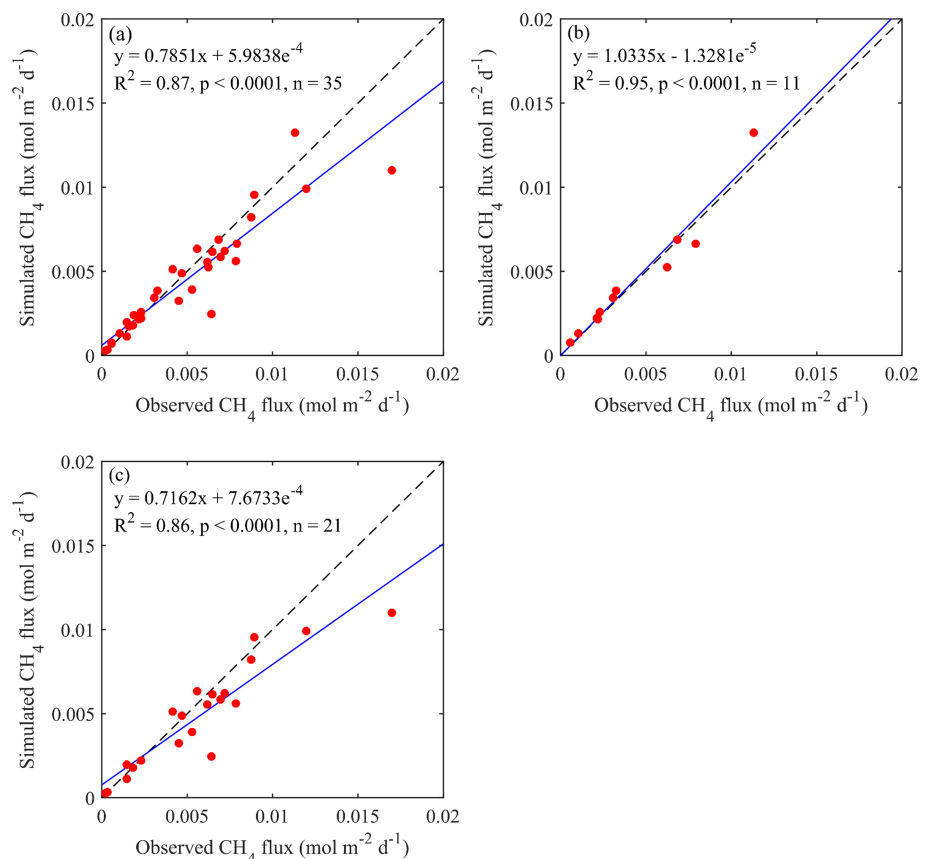 (a)
y = 0.7851x + 5.9838e⁻⁴
R² = 0.87, p < 0.0001, n = 35
0.02
0.015
0.01
0.005
0
0.005
0.01
0.015
0.02
Simulated CH₄ flux (mol m⁻² d⁻¹)
Observed CH₄ flux (mol m⁻² d⁻¹)
(b)
y = 1.0335x - 1.3281e⁻⁵
R² = 0.95, p < 0.0001, n = 11
0.02
0.015
0.01
0.005
0
0
0.005
0.01
0.015
0.02
Simulated CH₄ flux (mol m⁻² d⁻¹)
Observed CH₄ flux (mol m⁻² d⁻¹)
(c)
y = 0.7162x + 7.6733e⁻⁴
R² = 0.86, p < 0.0001, n = 21
0.02
0.015
0.01
0.005
0
0
0.005
0.01
0.015
0.02
Simulated CH₄ flux (mol m⁻² d⁻¹)
Observed CH₄ flux (mol m⁻² d⁻¹)